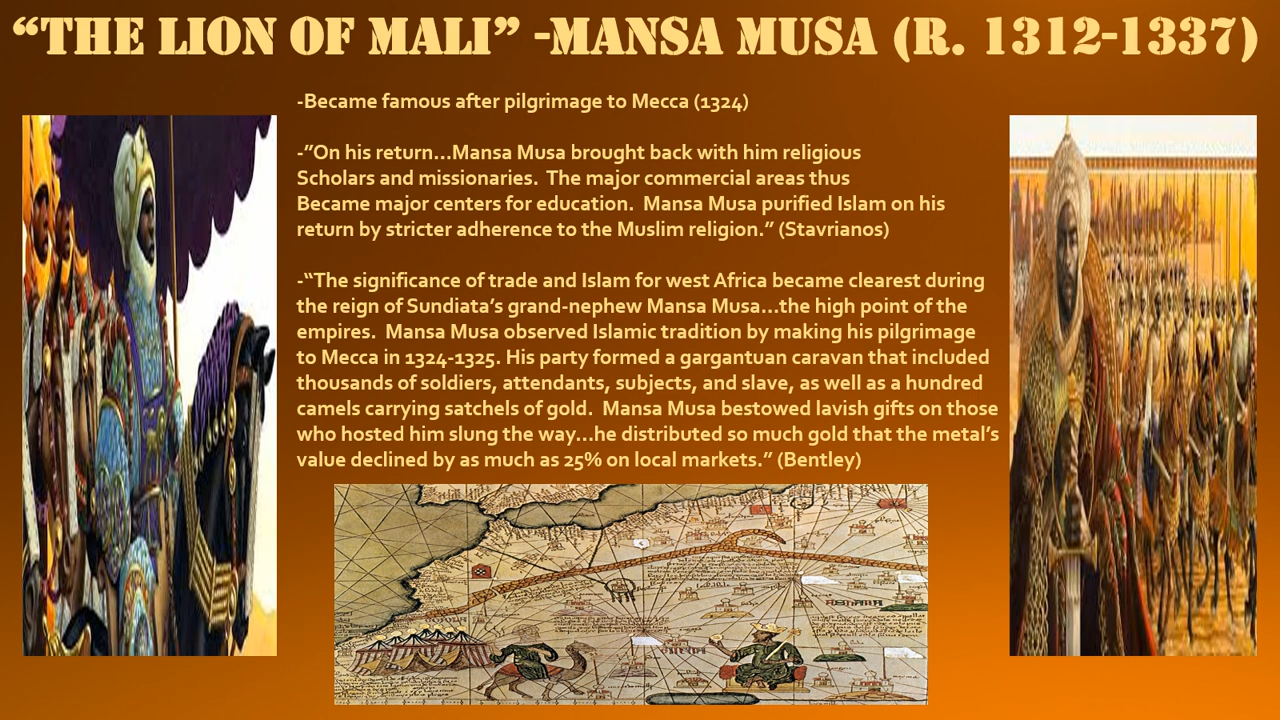 “THE LION OF MALI” -MANSA MUSA (R. 1312-1337)
-Became famous after pilgrimage to Mecca (1324)
-”On his return…Mansa Musa brought back with him religious
Scholars and missionaries.  The major commercial areas thus
Became major centers for education.  Mansa Musa purified Islam on his
return by stricter adherence to the Muslim religion.” (Stavrianos)
-“The significance of trade and Islam for west Africa became clearest during
the reign of Sundiata’s grand-nephew Mansa Musa…the high point of the
empires.  Mansa Musa observed Islamic tradition by making his pilgrimage
to Mecca in 1324-1325. His party formed a gargantuan caravan that included
thousands of soldiers, attendants, subjects, and slave, as well as a hundred
camels carrying satchels of gold.  Mansa Musa bestowed lavish gifts on those
who hosted him slung the way…he distributed so much gold that the metal’s
value declined by as much as 25% on local markets.” (Bentley)